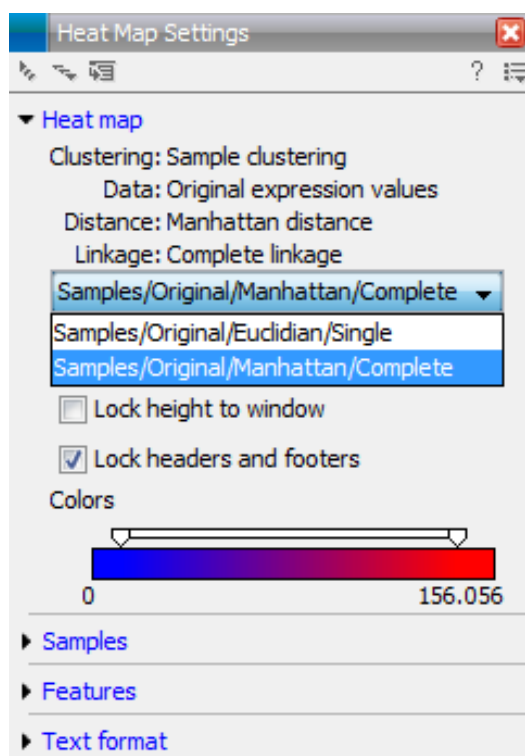 Heat Map Settings
?
Heat map
Clustering: Sample clustering
Data: Original expression values
Distance: Manhattan distance
Linkage: Complete linkage
Samples/Original/Manhattan/Complete
Samples/Original/Euclidian/Single
Samples/Original/Manhattan/Complete
Lock height to window
Lock headers and footers
Colors
0 156.056
Samples
Features
Text format